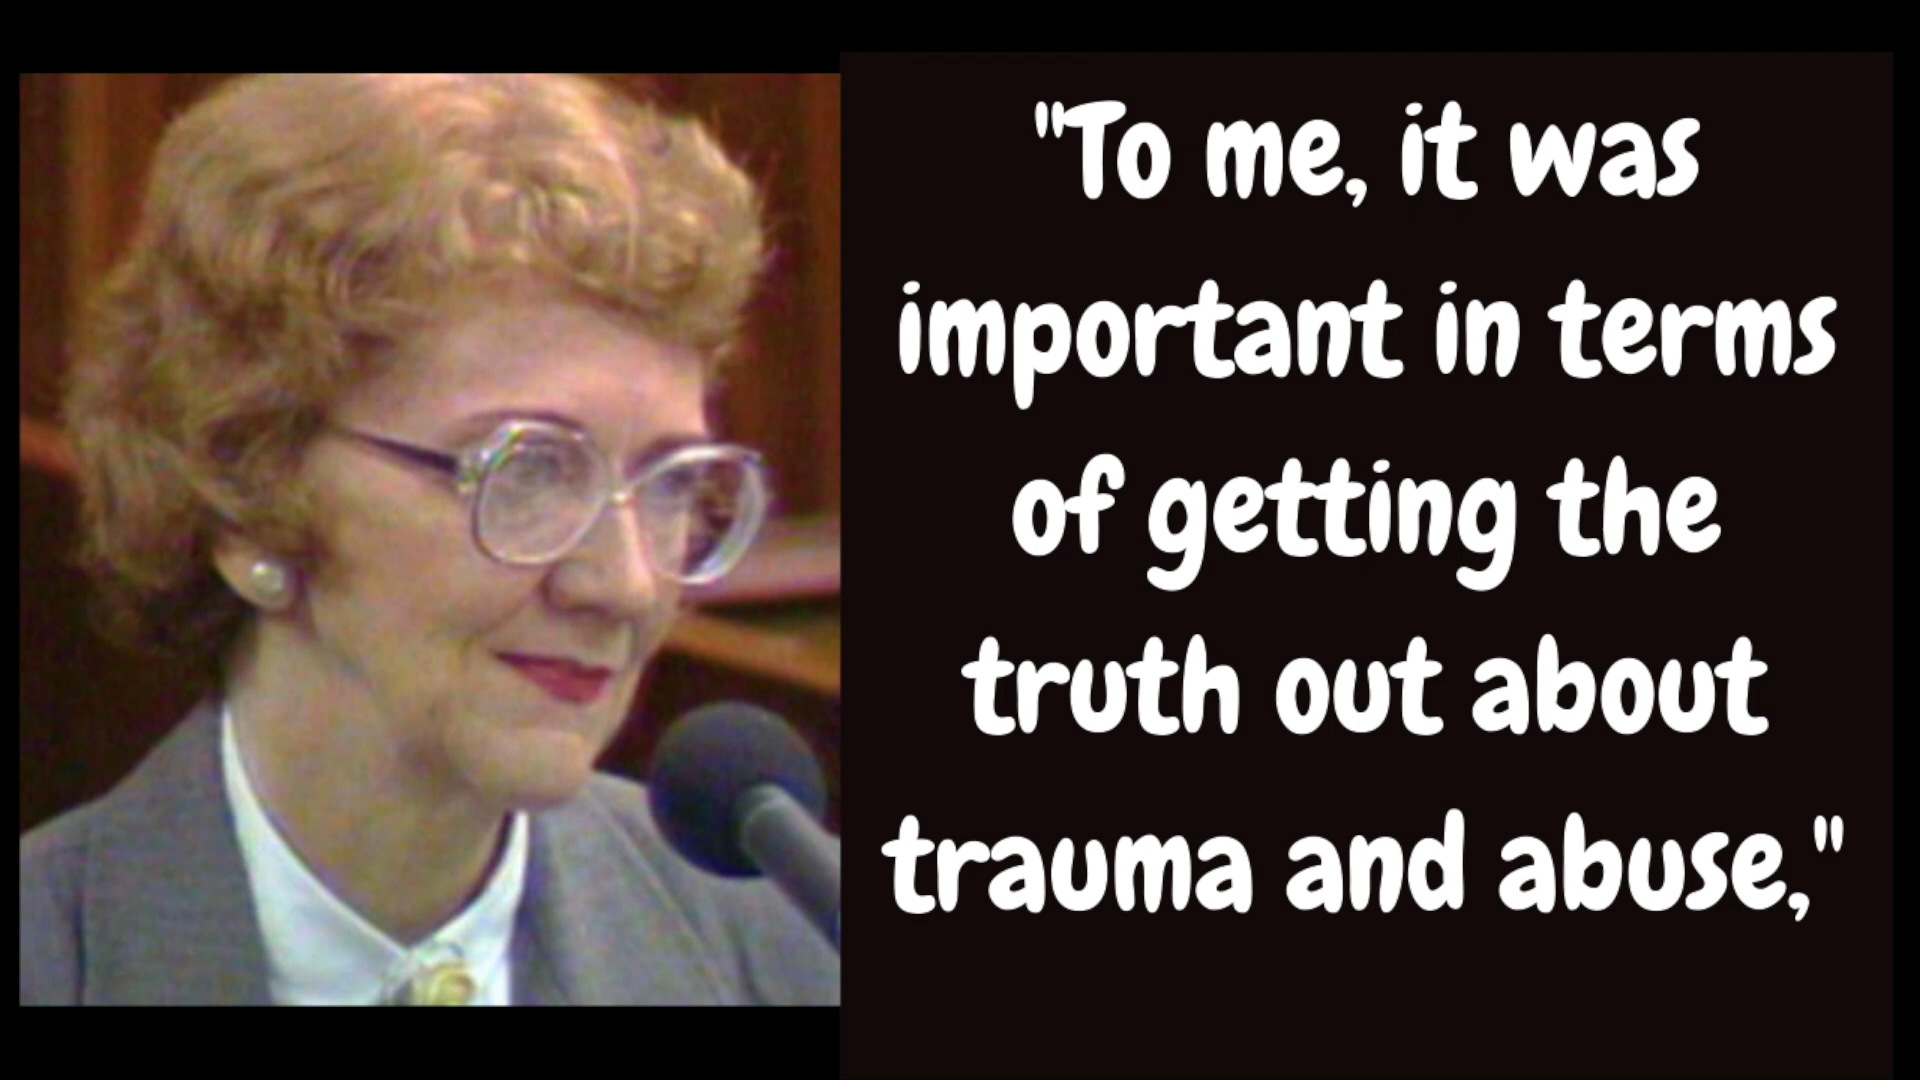 "To me, it was
important in terms
of getting the
truth out about
trauma and abuse,"